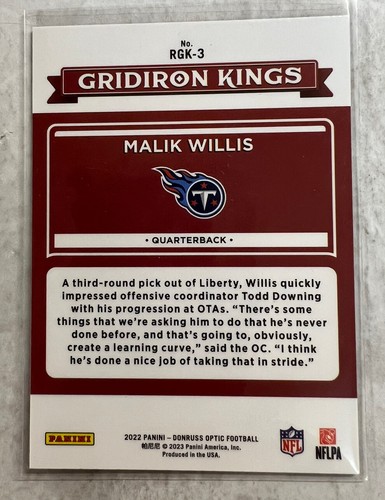 No.
RGK-3
GRIDIRON KINGS
MALIK WILLIS
T
• QUARTERBACK •
A third-round pick out of Liberty, Willis quickly
impressed offensive coordinator Todd Downing
with his progression at OTAs. “There's some
things that we're asking him to do that he's never
done before, and that's going to, obviously,
create a learning curve,” said the OC. “I think
he's done a nice job of taking that in stride.”
PANINI
2022 PANINI – DONRUSS OPTIC FOOTBALL
帕尼尼 © 2023 Panini America, Inc.
Produced in the USA.
NFL
NFLPA